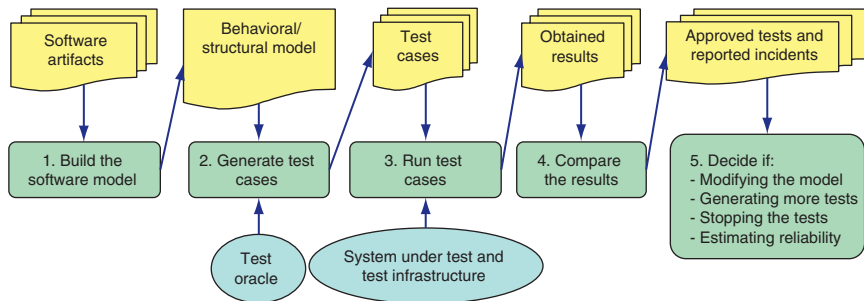 Software
artifacts
Behavioral/
structural model
Test
cases
Obtained
results
Approved tests and
reported incidents
1. Build the
software model
2. Generate test
cases
3. Run test
cases
4. Compare
the results
5. Decide if:
- Modifying the model
- Generating more tests
- Stopping the tests
- Estimating reliability
Test
oracle
System under test and
test infrastructure